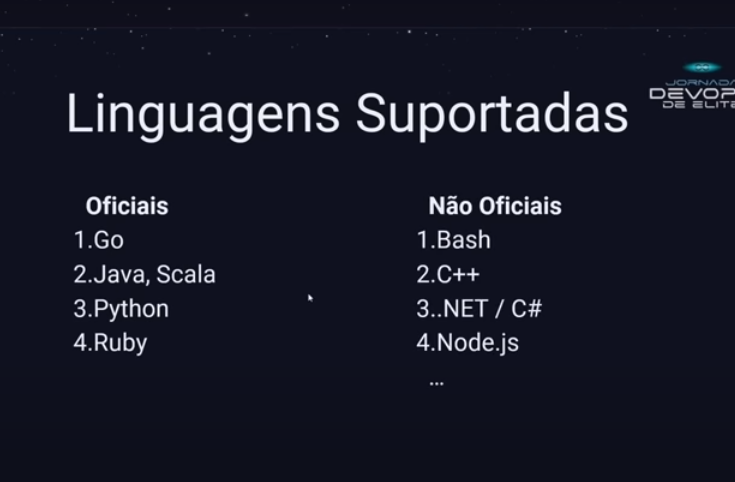 JORNADA
DEVOP
DE ELITE
Linguagens Suportadas
Oficiais
1.Go
2.Java, Scala
3.Python
4.Ruby
Não Oficiais
1.Bash
2.C++
3..NET / C#
4.Node.js
...